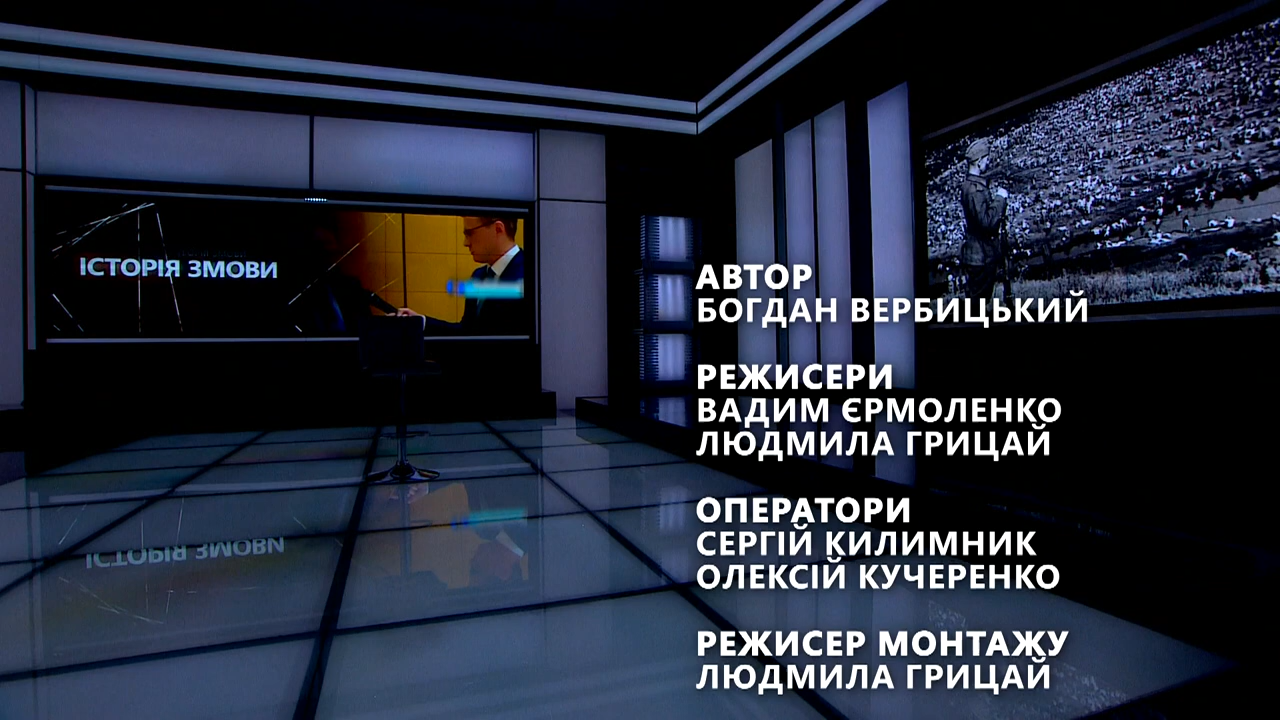 ІСТОРІЯ ЗМОВИ
АВТОР
БОГДАН ВЕРБИЦЬКИЙ
РЕЖИСЕРИ
ВАДИМ ЄРМОЛЕНКО
ЛЮДМИЛА ГРИЦАЙ
ОПЕРАТОРИ
СЕРГІЙ КИЛИМНИК
ОЛЕКСІЙ КУЧЕРЕНКО
РЕЖИСЕР МОНТАЖУ
ЛЮДМИЛА ГРИЦАЙ